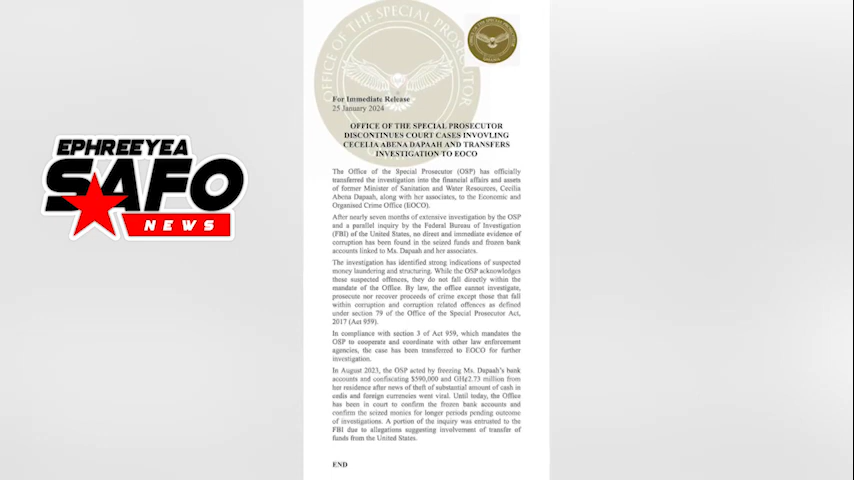 OFFICE OF THE SPECIAL PROSECUTOR
For Immediate Release
25 January 2024
OFFICE OF THE SPECIAL PROSECUTOR
DISCONTINUES COURT CASES INVOVLING
CECELIA ABENA DAPAAH AND TRANSFERS
INVESTIGATION TO EOCO
EPHREEYEA
SAFO
NEWS
The Office of the Special Prosecutor (OSP) has officially
transferred the investigation into the financial affairs and assets
of former Minister of Sanitation and Water Resources, Cecilia
Abena Dapaah, along with her associates, to the Economic and
Organised Crime Office (EOCO).
After nearly seven months of extensive investigation by the OSP
and a parallel inquiry by the Federal Bureau of Investigation
(FBI) of the United States, no direct and immediate evidence of
corruption has been found in the seized funds and frozen bank
accounts linked to Ms. Dapaah and her associates.
The investigation has identified strong indications of suspected
money laundering and structuring. While the OSP acknowledges
these suspected offences, they do not fall directly within the
mandate of the Office. By law, the office cannot investigate,
prosecute nor recover proceeds of crime except those that fall
within corruption and corruption related offences as defined
under section 79 of the Office of the Special Prosecutor Act,
2017 (Act 959).
In compliance with section 3 of Act 959, which mandates the
OSP to cooperate and coordinate with other law enforcement
agencies, the case has been transferred to EOCO for further
investigation.
In August 2023, the OSP acted by freezing Ms. Dapaah's bank
accounts and confiscating $590,000 and GH¢2.73 million from
her residence after news of theft of substantial amount of cash in
cedis and foreign currencies went viral. Until today, the Office
has been in court to confirm the frozen bank accounts and
confirm the seized monies for longer periods pending outcome
of investigations. A portion of the inquiry was entrusted to the
FBI due to allegations suggesting involvement of transfer of
funds from the United States.
END